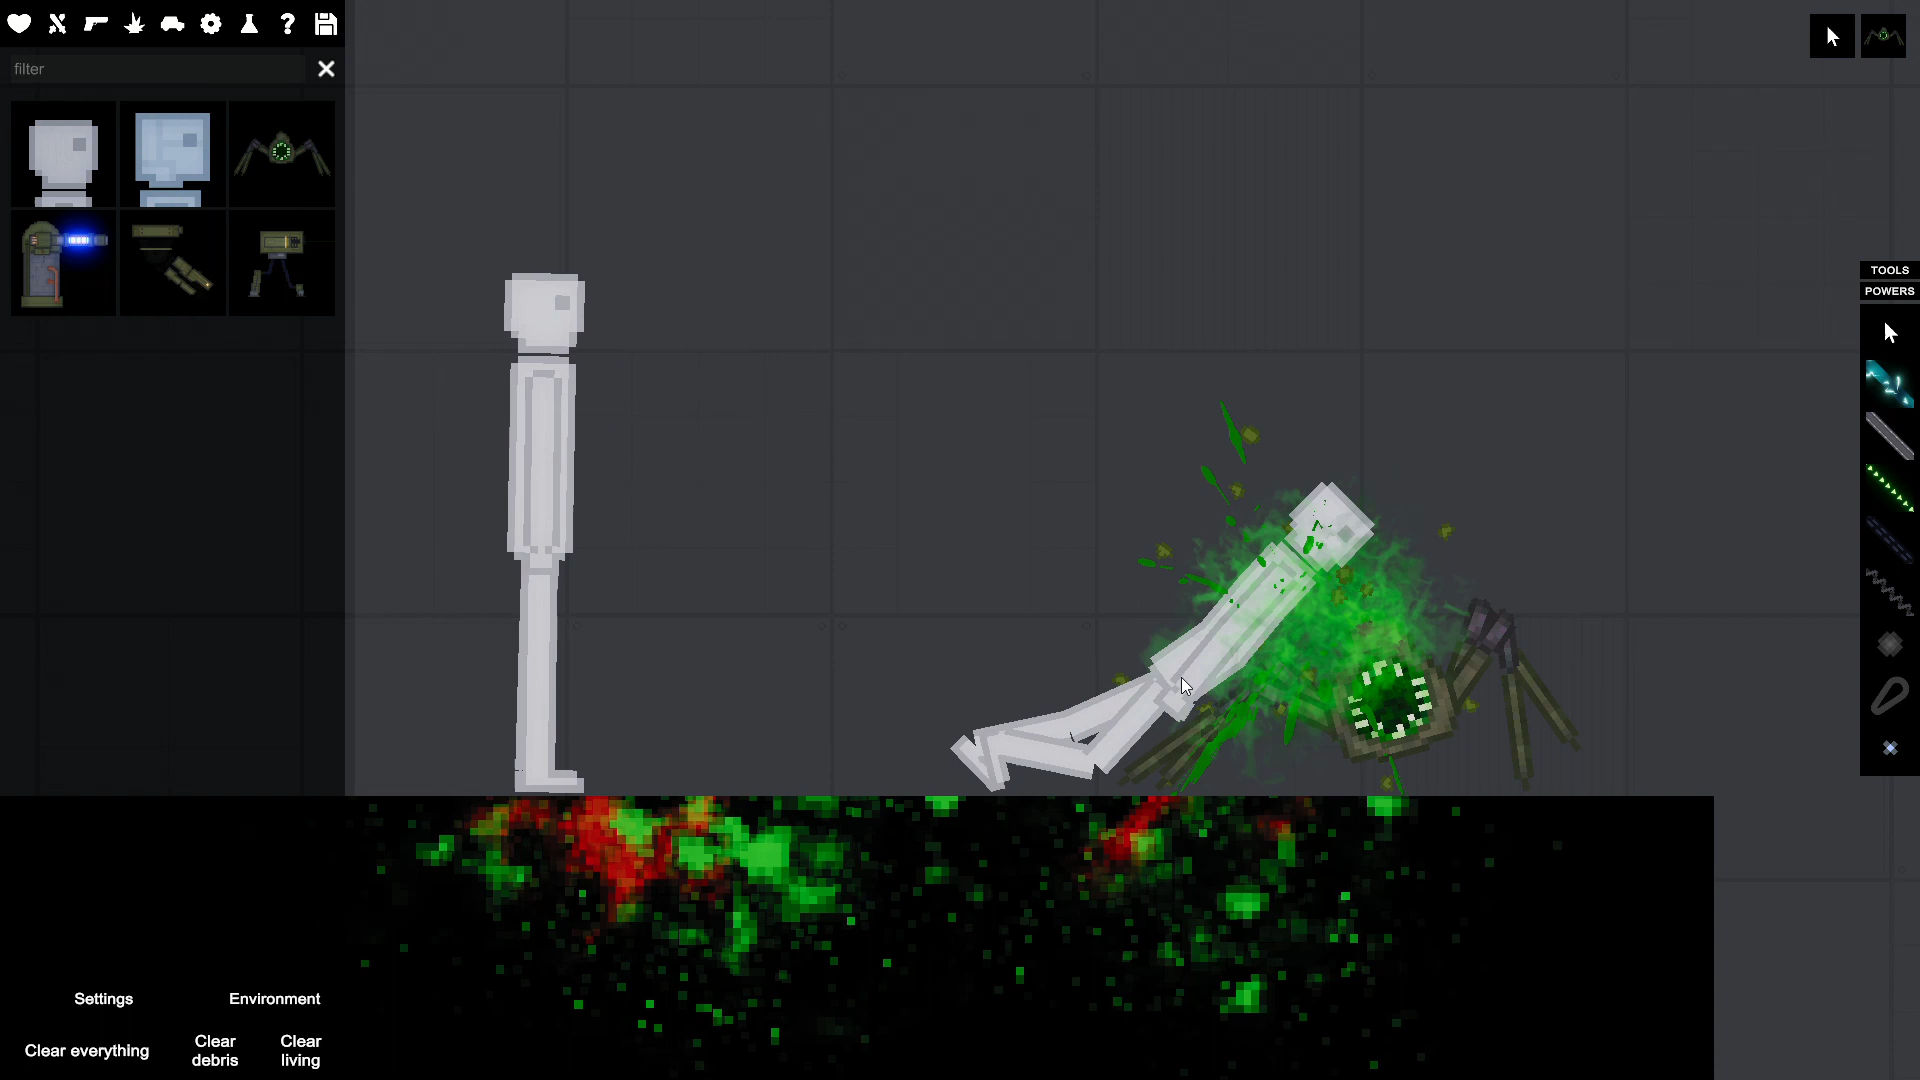 filter
TOOLS
POWERS
Settings
Environment
Clear everything
Clear
debris
Clear
living